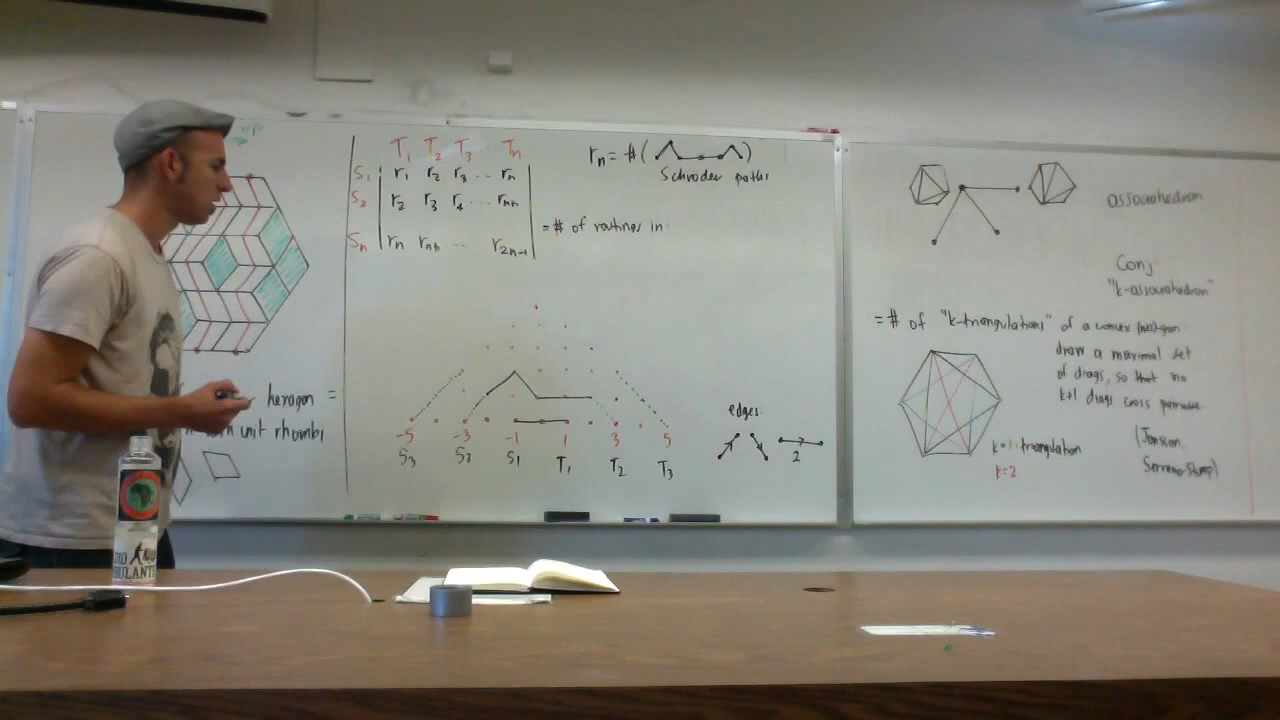 hexagon =
unit rhombi
T1 T2 T3 Tn
S1 r1 r2 r3 ... rn
S2 r2 r3 r4 ... rn+1
Sn rn rn+1 ... r2n-1
= # of routings in:
rn = # ( )
Schroder paths
-5 -3 -1 1 3 5
S3 S2 S1 T1 T2 T3
edges:
2
assocahedron
Conj
"k-assocahedron"
= # of "k-triangulations" of a convex -gon
draw a maximal set
of diags, so that no
k+1 diags cross pairwise
k=1: triangulation
k=2
(Jonsson,
Serrano-Stump)